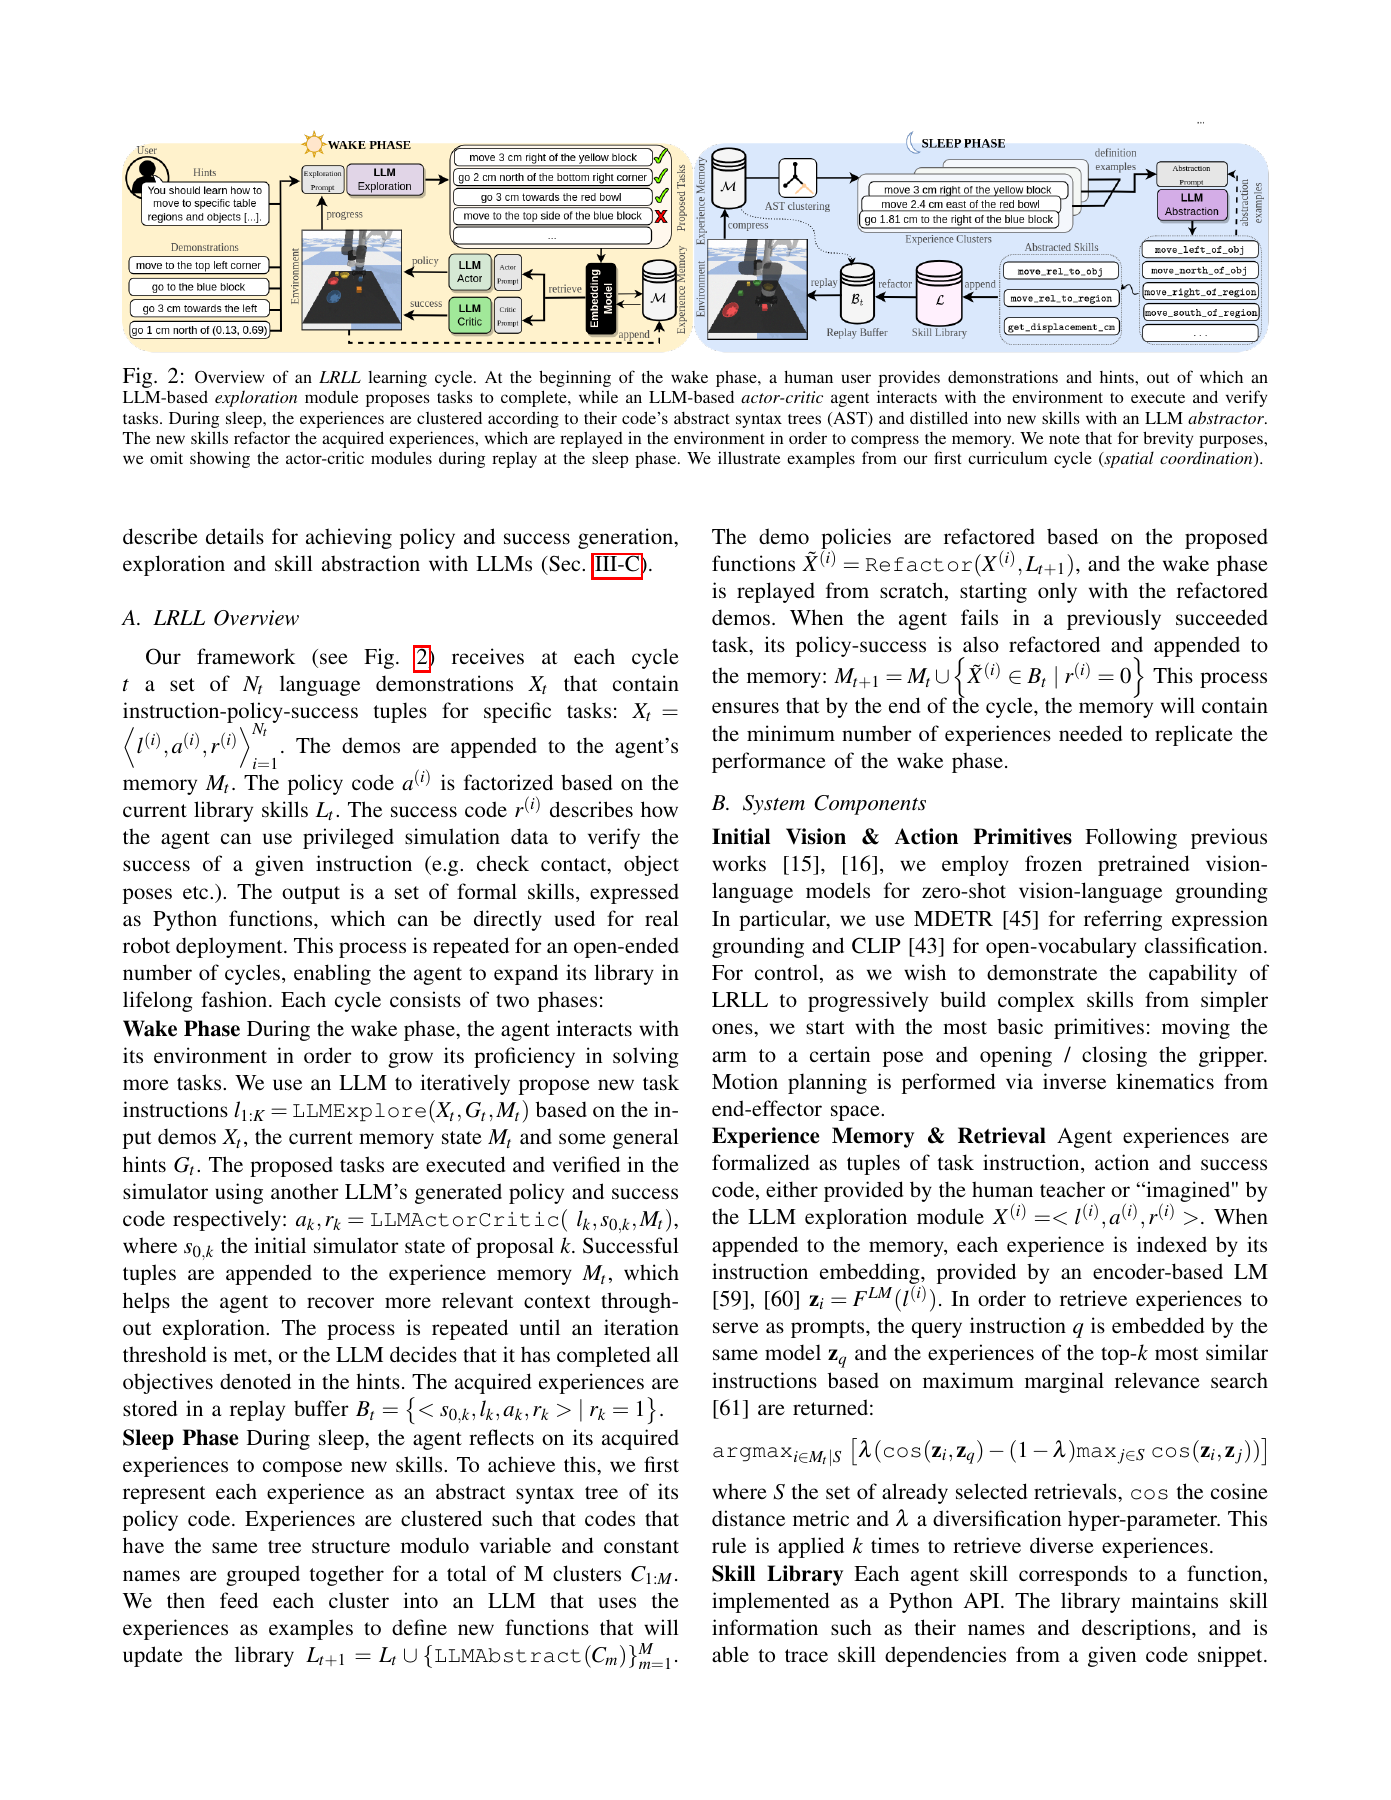 ...
WAKE PHASE
User
Hints
You should learn how to
move to specific table
regions and objects [...].
Demonstrations
move to the top left corner
go to the blue block
go 3 cm towards the left
go 1 cm north of (0.13, 0.69)
Exploration
Prompt
LLM
Exploration
progress
Environment
move 3 cm right of the yellow block
go 2 cm north of the bottom right corner
go 3 cm towards the red bowl
move to the top side of the blue block
...
Proposed Tasks
policy
LLM
Actor
Actor
Prompt
success
LLM
Critic
Critic
Prompt
retrieve
Embedding
Model
M
Experience Memory
append
SLEEP PHASE
Experience Memory
M
AST clustering
compress
Environment
move 3 cm right of the yellow block
move 2.4 cm east of the red bowl
go 1.81 cm to the right of the blue block
Experience Clusters
definition
examples
Abstraction
Prompt
LLM
Abstraction
abstraction
examples
move_left_of_obj
move_north_of_obj
move_right_of_region
move_south_of_region
...
Abstracted Skills
move_rel_to_obj
move_rel_to_region
get_displacement_cm
append
L
Skill Library
refactor
Bt
Replay Buffer
replay
Fig. 2: Overview of an LRLL learning cycle. At the beginning of the wake phase, a human user provides demonstrations and hints, out of which an
LLM-based exploration module proposes tasks to complete, while an LLM-based actor-critic agent interacts with the environment to execute and verify
tasks. During sleep, the experiences are clustered according to their code's abstract syntax trees (AST) and distilled into new skills with an LLM abstractor.
The new skills refactor the acquired experiences, which are replayed in the environment in order to compress the memory. We note that for brevity purposes,
we omit showing the actor-critic modules during replay at the sleep phase. We illustrate examples from our first curriculum cycle (spatial coordination).
describe details for achieving policy and success generation,
exploration and skill abstraction with LLMs (Sec. III-C).
A. LRLL Overview
Our framework (see Fig. 2) receives at each cycle
t a set of N_t language demonstrations X_t that contain
instruction-policy-success tuples for specific tasks: X_t =
⟨l^(i), a^(i), r^(i)⟩_{i=1}^{N_t}. The demos are appended to the agent's
memory M_t. The policy code a^(i) is factorized based on the
current library skills L_t. The success code r^(i) describes how
the agent can use privileged simulation data to verify the
success of a given instruction (e.g. check contact, object
poses etc.). The output is a set of formal skills, expressed
as Python functions, which can be directly used for real
robot deployment. This process is repeated for an open-ended
number of cycles, enabling the agent to expand its library in
lifelong fashion. Each cycle consists of two phases:
Wake Phase During the wake phase, the agent interacts with
its environment in order to grow its proficiency in solving
more tasks. We use an LLM to iteratively propose new task
instructions l_{1:K} = LLMExplore(X_t, G_t, M_t) based on the in-
put demos X_t, the current memory state M_t and some general
hints G_t. The proposed tasks are executed and verified in the
simulator using another LLM's generated policy and success
code respectively: a_k, r_k = LLMActorCritic( l_k, s_{0,k}, M_t),
where s_{0,k} the initial simulator state of proposal k. Successful
tuples are appended to the experience memory M_t, which
helps the agent to recover more relevant context through-
out exploration. The process is repeated until an iteration
threshold is met, or the LLM decides that it has completed all
objectives denoted in the hints. The acquired experiences are
stored in a replay buffer B_t = {< s_{0,k}, l_k, a_k, r_k > | r_k = 1}.
Sleep Phase During sleep, the agent reflects on its acquired
experiences to compose new skills. To achieve this, we first
represent each experience as an abstract syntax tree of its
policy code. Experiences are clustered such that codes that
have the same tree structure modulo variable and constant
names are grouped together for a total of M clusters C_{1:M}.
We then feed each cluster into an LLM that uses the
experiences as examples to define new functions that will
update the library L_{t+1} = L_t ∪ {LLMAbstract(C_m)}_{m=1}^{M}.
The demo policies are refactored based on the proposed
functions X̃^(i) = Refactor(X^(i), L_{t+1}), and the wake phase
is replayed from scratch, starting only with the refactored
demos. When the agent fails in a previously succeeded
task, its policy-success is also refactored and appended to
the memory: M_{t+1} = M_t ∪ {X̃^(i) ∈ B_t | r^(i) = 0} This process
ensures that by the end of the cycle, the memory will contain
the minimum number of experiences needed to replicate the
performance of the wake phase.
B. System Components
Initial Vision & Action Primitives Following previous
works [15], [16], we employ frozen pretrained vision-
language models for zero-shot vision-language grounding
In particular, we use MDETR [45] for referring expression
grounding and CLIP [43] for open-vocabulary classification.
For control, as we wish to demonstrate the capability of
LRLL to progressively build complex skills from simpler
ones, we start with the most basic primitives: moving the
arm to a certain pose and opening / closing the gripper.
Motion planning is performed via inverse kinematics from
end-effector space.
Experience Memory & Retrieval Agent experiences are
formalized as tuples of task instruction, action and success
code, either provided by the human teacher or “imagined" by
the LLM exploration module X^(i) =< l^(i), a^(i), r^(i) >. When
appended to the memory, each experience is indexed by its
instruction embedding, provided by an encoder-based LM
[59], [60] z_i = F^{LM}(l^(i)). In order to retrieve experiences to
serve as prompts, the query instruction q is embedded by the
same model z_q and the experiences of the top-k most similar
instructions based on maximum marginal relevance search
[61] are returned:
argmax_{i∈M_t|S} [λ(cos(z_i, z_q) − (1 − λ)max_{j∈S} cos(z_i, z_j))]
where S the set of already selected retrievals, cos the cosine
distance metric and λ a diversification hyper-parameter. This
rule is applied k times to retrieve diverse experiences.
Skill Library Each agent skill corresponds to a function,
implemented as a Python API. The library maintains skill
information such as their names and descriptions, and is
able to trace skill dependencies from a given code snippet.